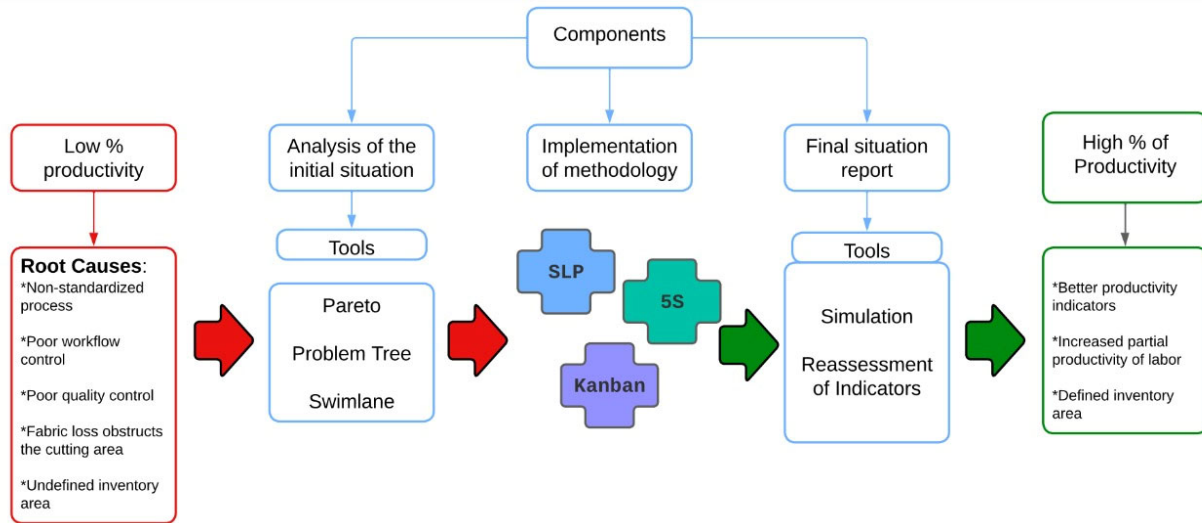 Components
Low %
productivity
Analysis of the
initial situation
Implementation
of methodology
Final situation
report
High % of
Productivity
Root Causes:
*Non-standardized
process
*Poor workflow
control
*Poor quality control
*Fabric loss obstructs
the cutting area
*Undefined inventory
area
Tools
Pareto
Problem Tree
Swimlane
SLP
5S
Kanban
Tools
Simulation
Reassessment
of Indicators
*Better productivity
indicators
*Increased partial
productivity of labor
*Defined inventory
area